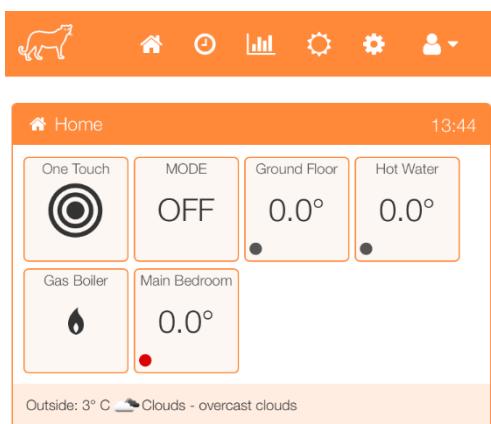 Home 13:44
One Touch MODE Ground Floor Hot Water
OFF 0.0° 0.0°
Gas Boiler Main Bedroom
0.0°
Outside: 3° C Clouds - overcast clouds